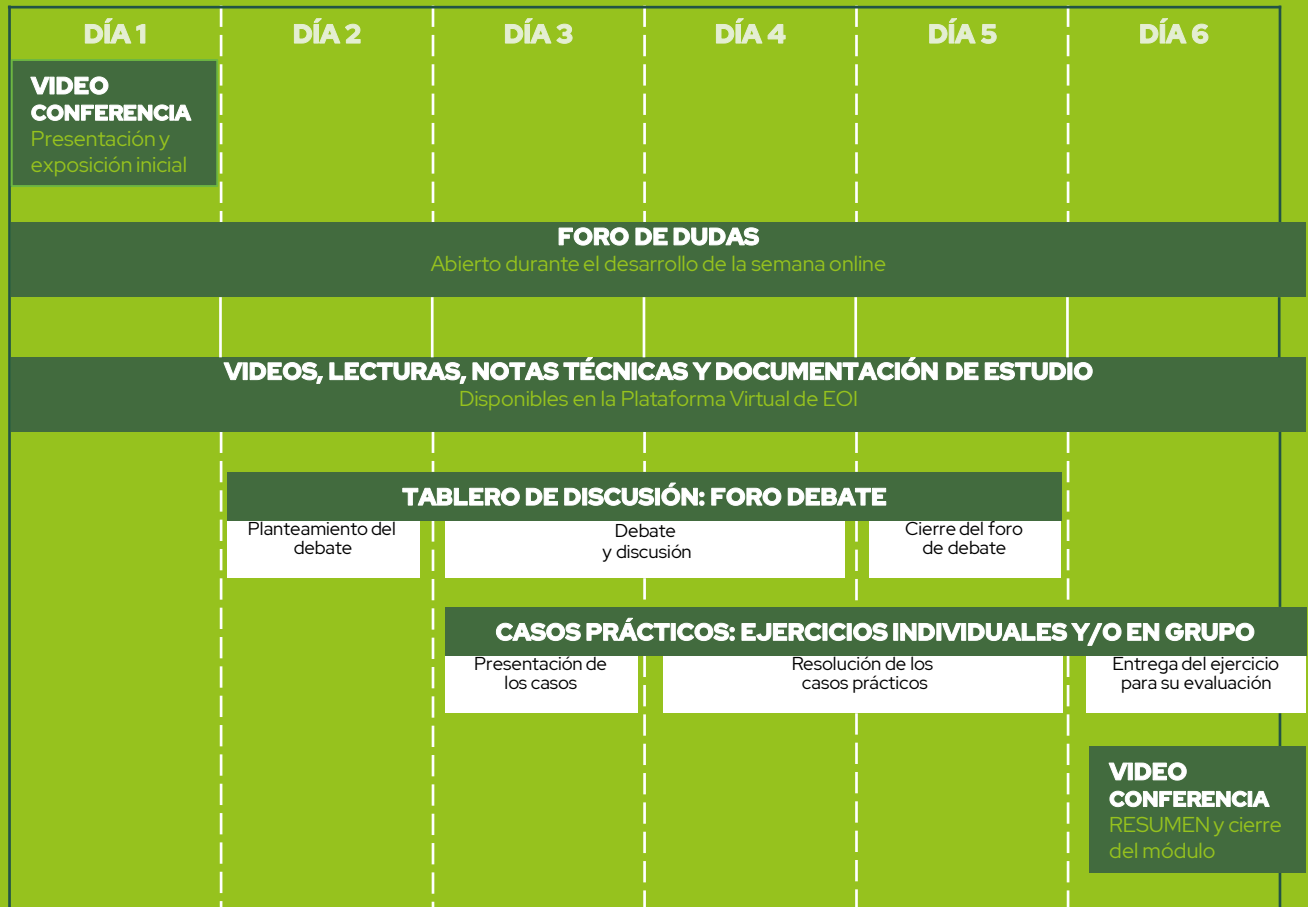 DÍA 1
DÍA 2
DÍA 3
DÍA 4
DÍA 5
DÍA 6
VIDEO
CONFERENCIA
Presentación y
exposición inicial
FORO DE DUDAS
Abierto durante el desarrollo de la semana online
VIDEOS, LECTURAS, NOTAS TÉCNICAS Y DOCUMENTACIÓN DE ESTUDIO
Disponibles en la Plataforma Virtual de EOI
TABLERO DE DISCUSIÓN: FORO DEBATE
Planteamiento del
debate
Debate
y discusión
Cierre del foro
de debate
CASOS PRÁCTICOS: EJERCICIOS INDIVIDUALES Y/O EN GRUPO
Presentación de
los casos
Resolución de los
casos prácticos
Entrega del ejercicio
para su evaluación
VIDEO
CONFERENCIA
RESUMEN y cierre
del módulo